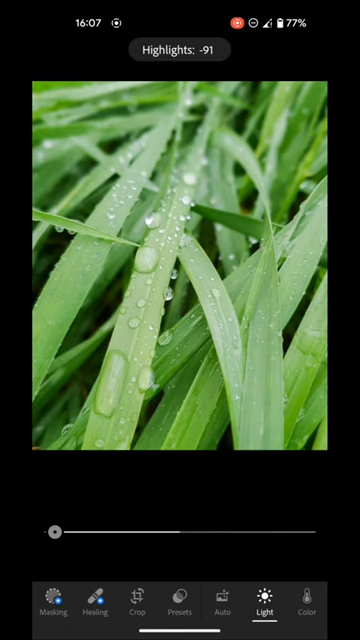 16:07
77%
Highlights: -91
Masking
Healing
Crop
Presets
Auto
Light
Color